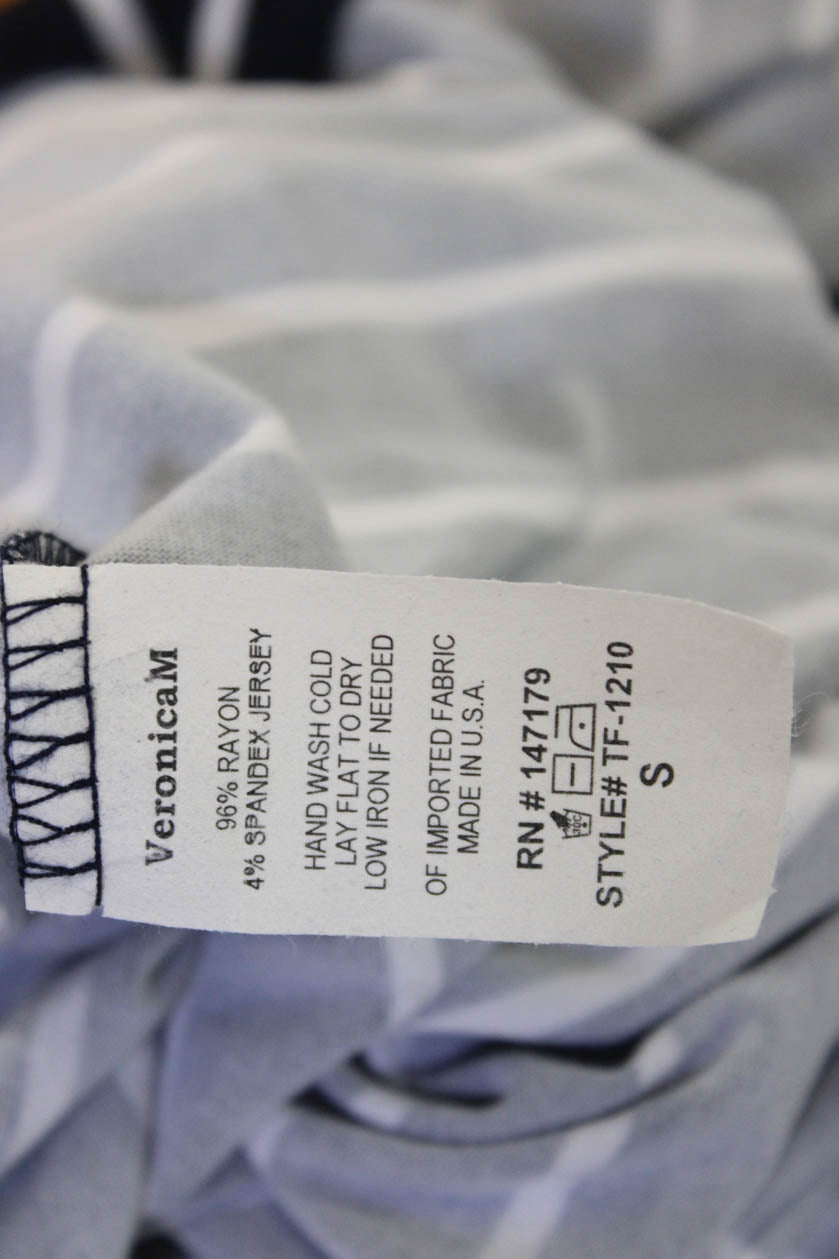 VeronicaM
96% RAYON
4% SPANDEX JERSEY
HAND WASH COLD
LAY FLAT TO DRY
LOW IRON IF NEEDED
OF IMPORTED FABRIC
MADE IN U.S.A.
RN # 147179
30C
STYLE# TF-1210
S